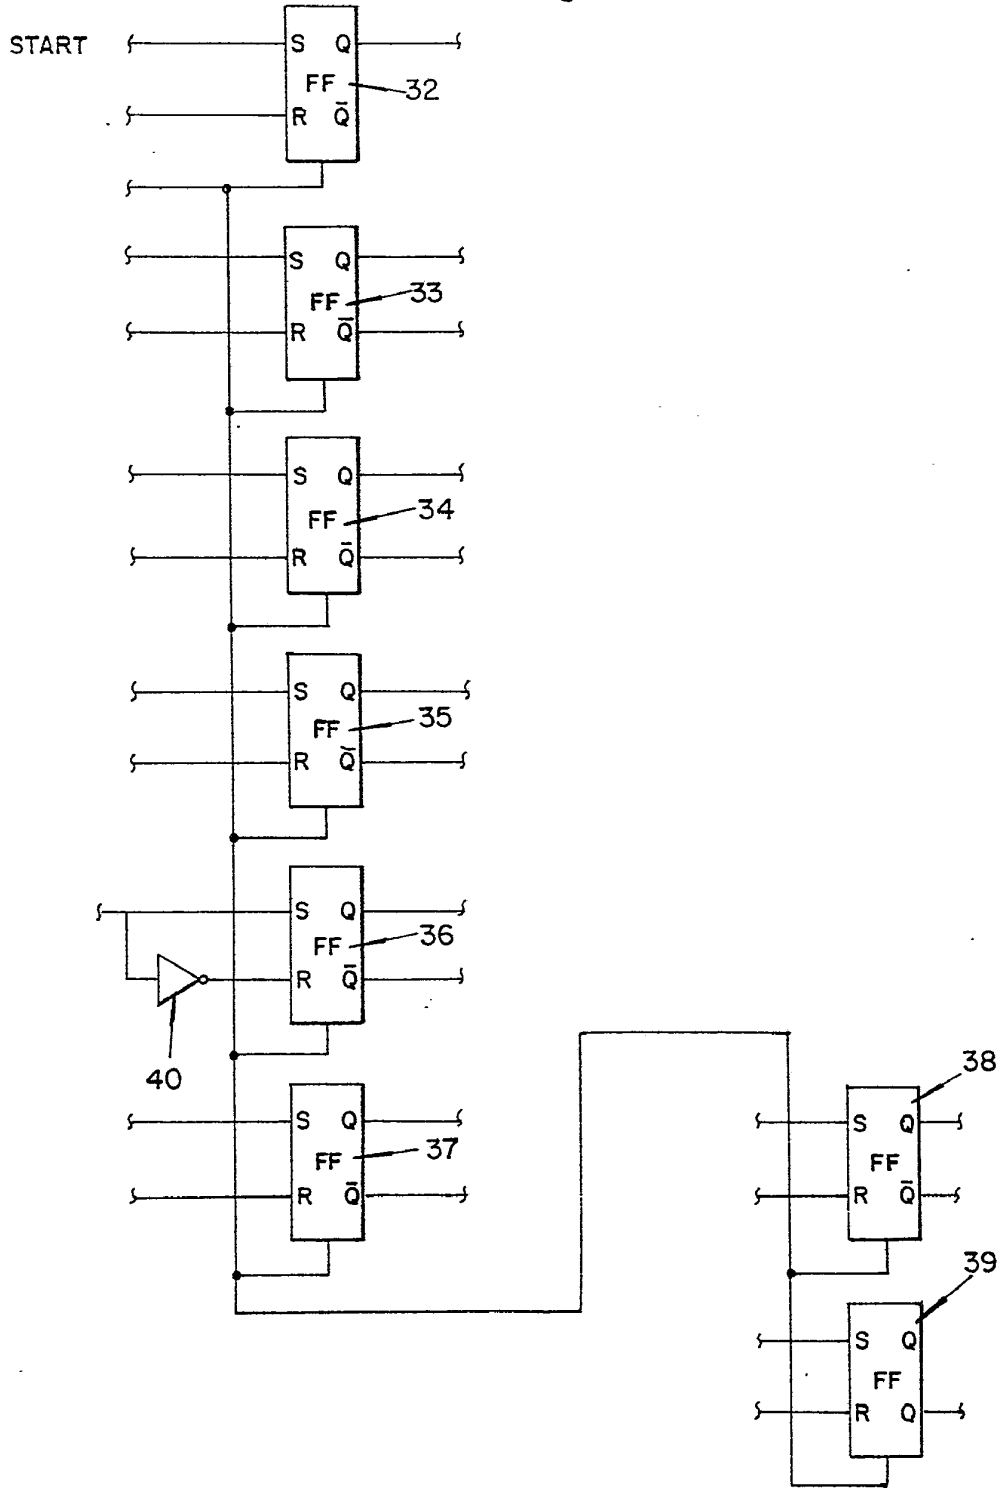 START
S Q
FF
32
R Q̅
S Q
FF
33
R Q̅
S Q
FF
34
R Q̅
S Q
FF
35
R Q̅
S Q
FF
36
R Q̅
40
S Q
FF
37
R Q̅
38
S Q
FF
R Q̅
39
S Q
FF
R Q